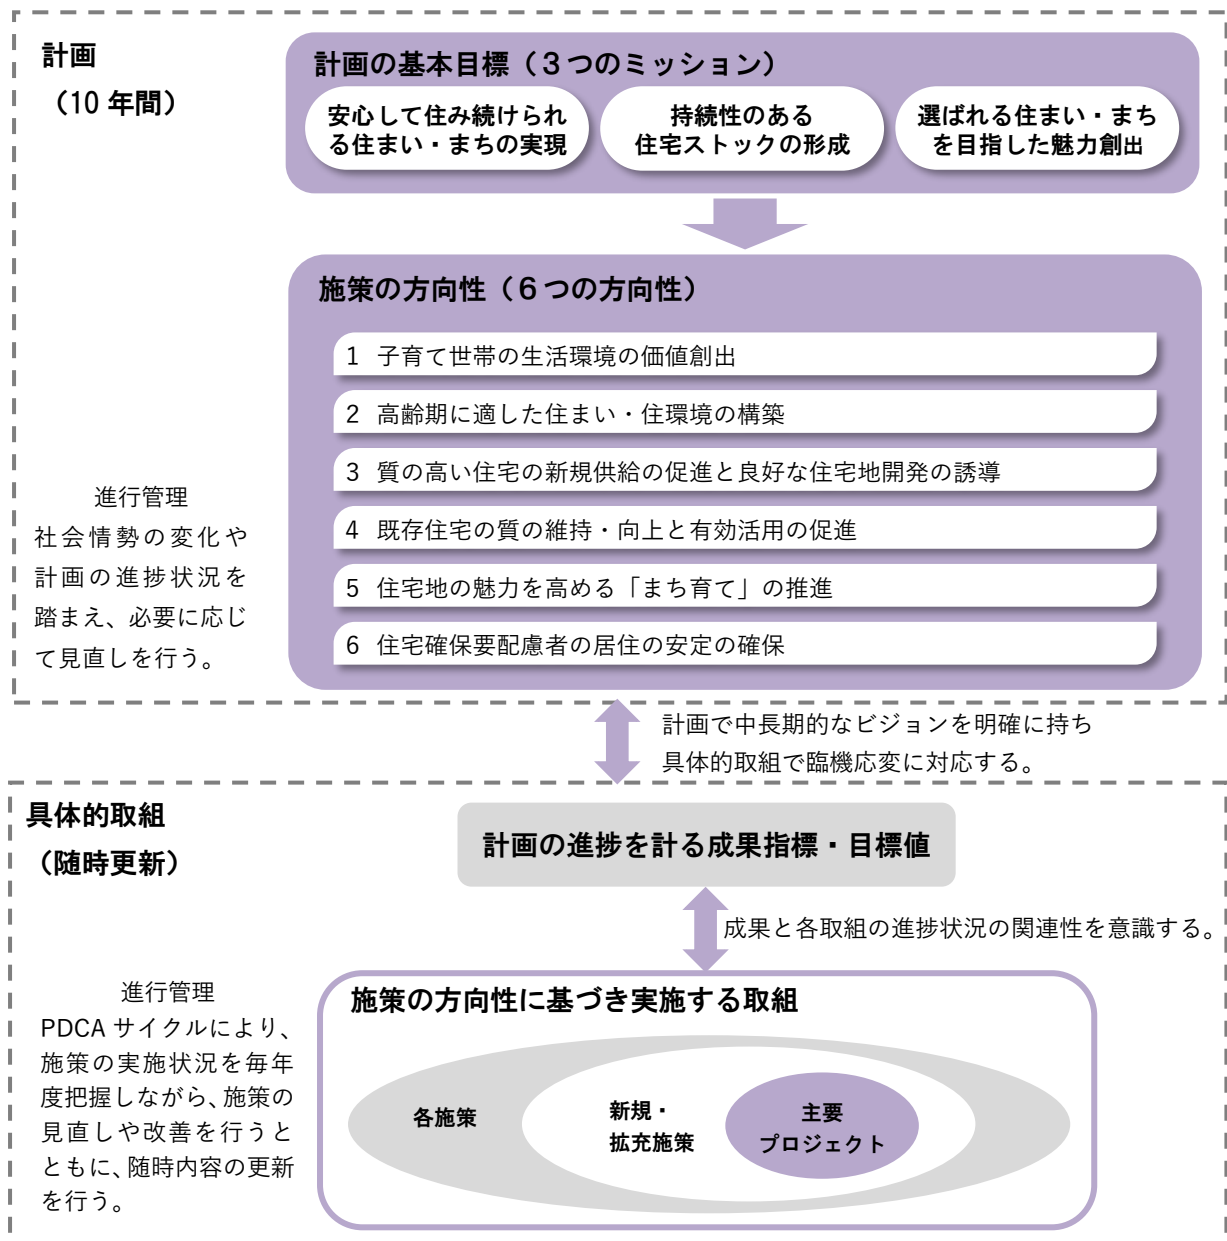 計画
（10 年間）
計画の基本目標（３つのミッション）
安心して住み続けられ
る住まい・まちの実現
持続性のある
住宅ストックの形成
選ばれる住まい・まち
を目指した魅力創出
施策の方向性（６つの方向性）
1 子育て世帯の生活環境の価値創出
2 高齢期に適した住まい・住環境の構築
3 質の高い住宅の新規供給の促進と良好な住宅地開発の誘導
4 既存住宅の質の維持・向上と有効活用の促進
5 住宅地の魅力を高める「まち育て」の推進
6 住宅確保要配慮者の居住の安定の確保
進行管理
社会情勢の変化や
計画の進捗状況を
踏まえ、必要に応じ
て見直しを行う。
計画で中長期的なビジョンを明確に持ち
具体的取組で臨機応変に対応する。
具体的取組
（随時更新）
計画の進捗を計る成果指標・目標値
成果と各取組の進捗状況の関連性を意識する。
進行管理
PDCA サイクルにより、
施策の実施状況を毎年
度把握しながら、施策の
見直しや改善を行うと
ともに、随時内容の更新
を行う。
施策の方向性に基づき実施する取組
各施策
新規・
拡充施策
主要
プロジェクト